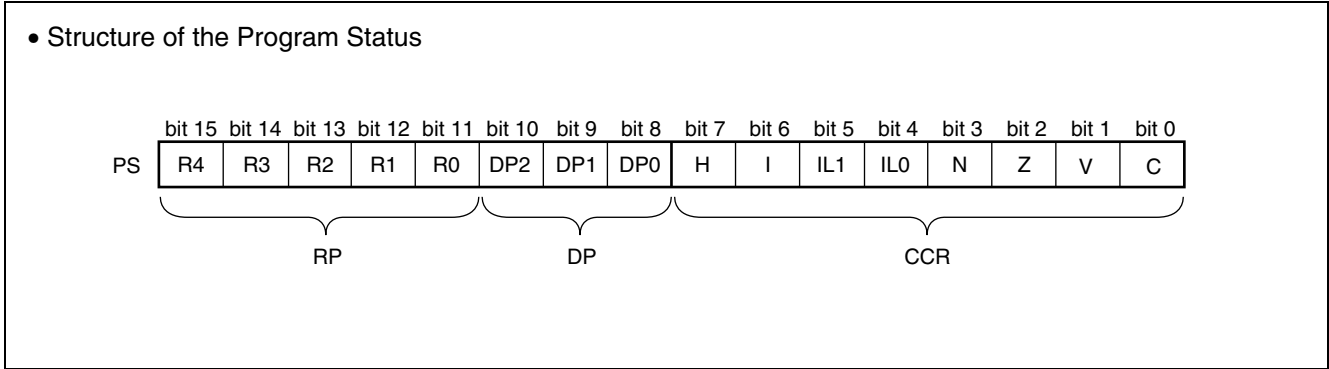 • Structure of the Program Status
bit 15 bit 14 bit 13 bit 12 bit 11 bit 10 bit 9 bit 8 bit 7 bit 6 bit 5 bit 4 bit 3 bit 2 bit 1 bit 0
PS R4 R3 R2 R1 R0 DP2 DP1 DP0 H I IL1 IL0 N Z V C
RP DP CCR